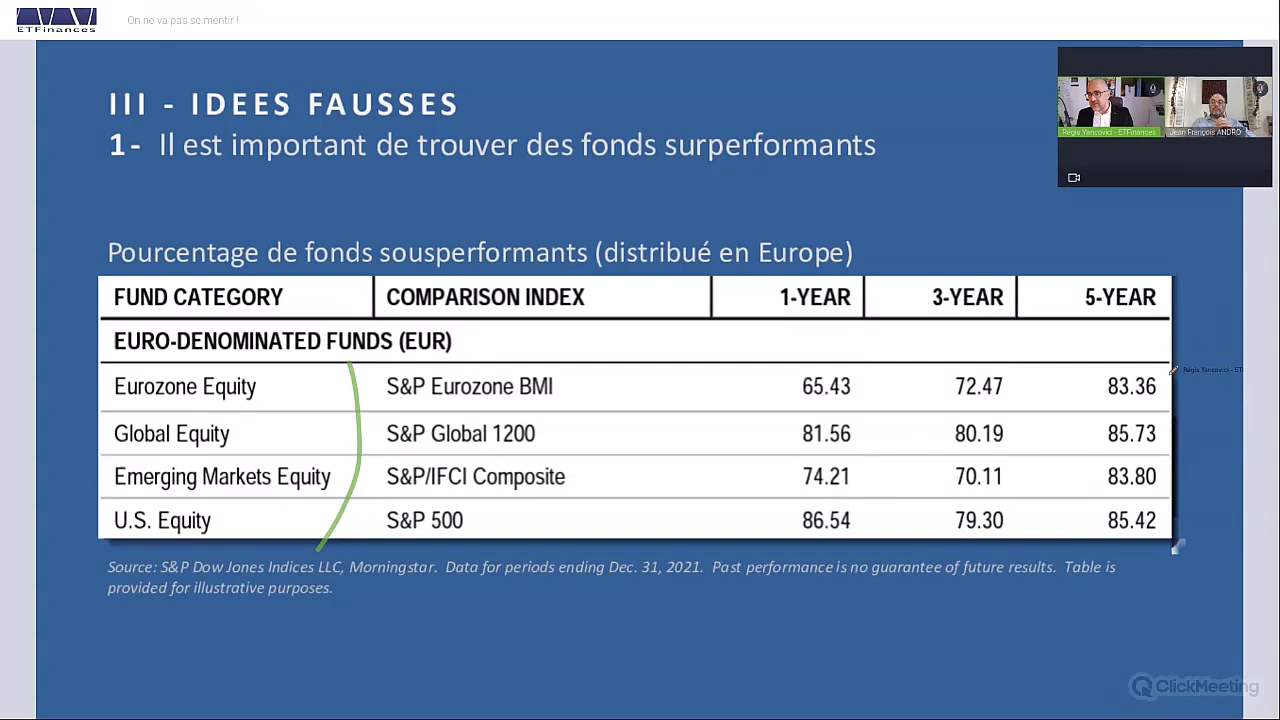 ETFinances
On ne va pas se mentir !
III - IDEES FAUSSES
1- Il est important de trouver des fonds surperformants
Régis Yancovici - ETFinances
Jean François ANDRO
Pourcentage de fonds sousperformants (distribué en Europe)
FUND CATEGORY COMPARISON INDEX 1-YEAR 3-YEAR 5-YEAR
EURO-DENOMINATED FUNDS (EUR)
Eurozone Equity S&P Eurozone BMI 65.43 72.47 83.36
Régis Yancovici - ETF
Global Equity S&P Global 1200 81.56 80.19 85.73
Emerging Markets Equity S&P/IFCI Composite 74.21 70.11 83.80
U.S. Equity S&P 500 86.54 79.30 85.42
Source: S&P Dow Jones Indices LLC, Morningstar. Data for periods ending Dec. 31, 2021. Past performance is no guarantee of future results. Table is
provided for illustrative purposes.
ClickMeeting